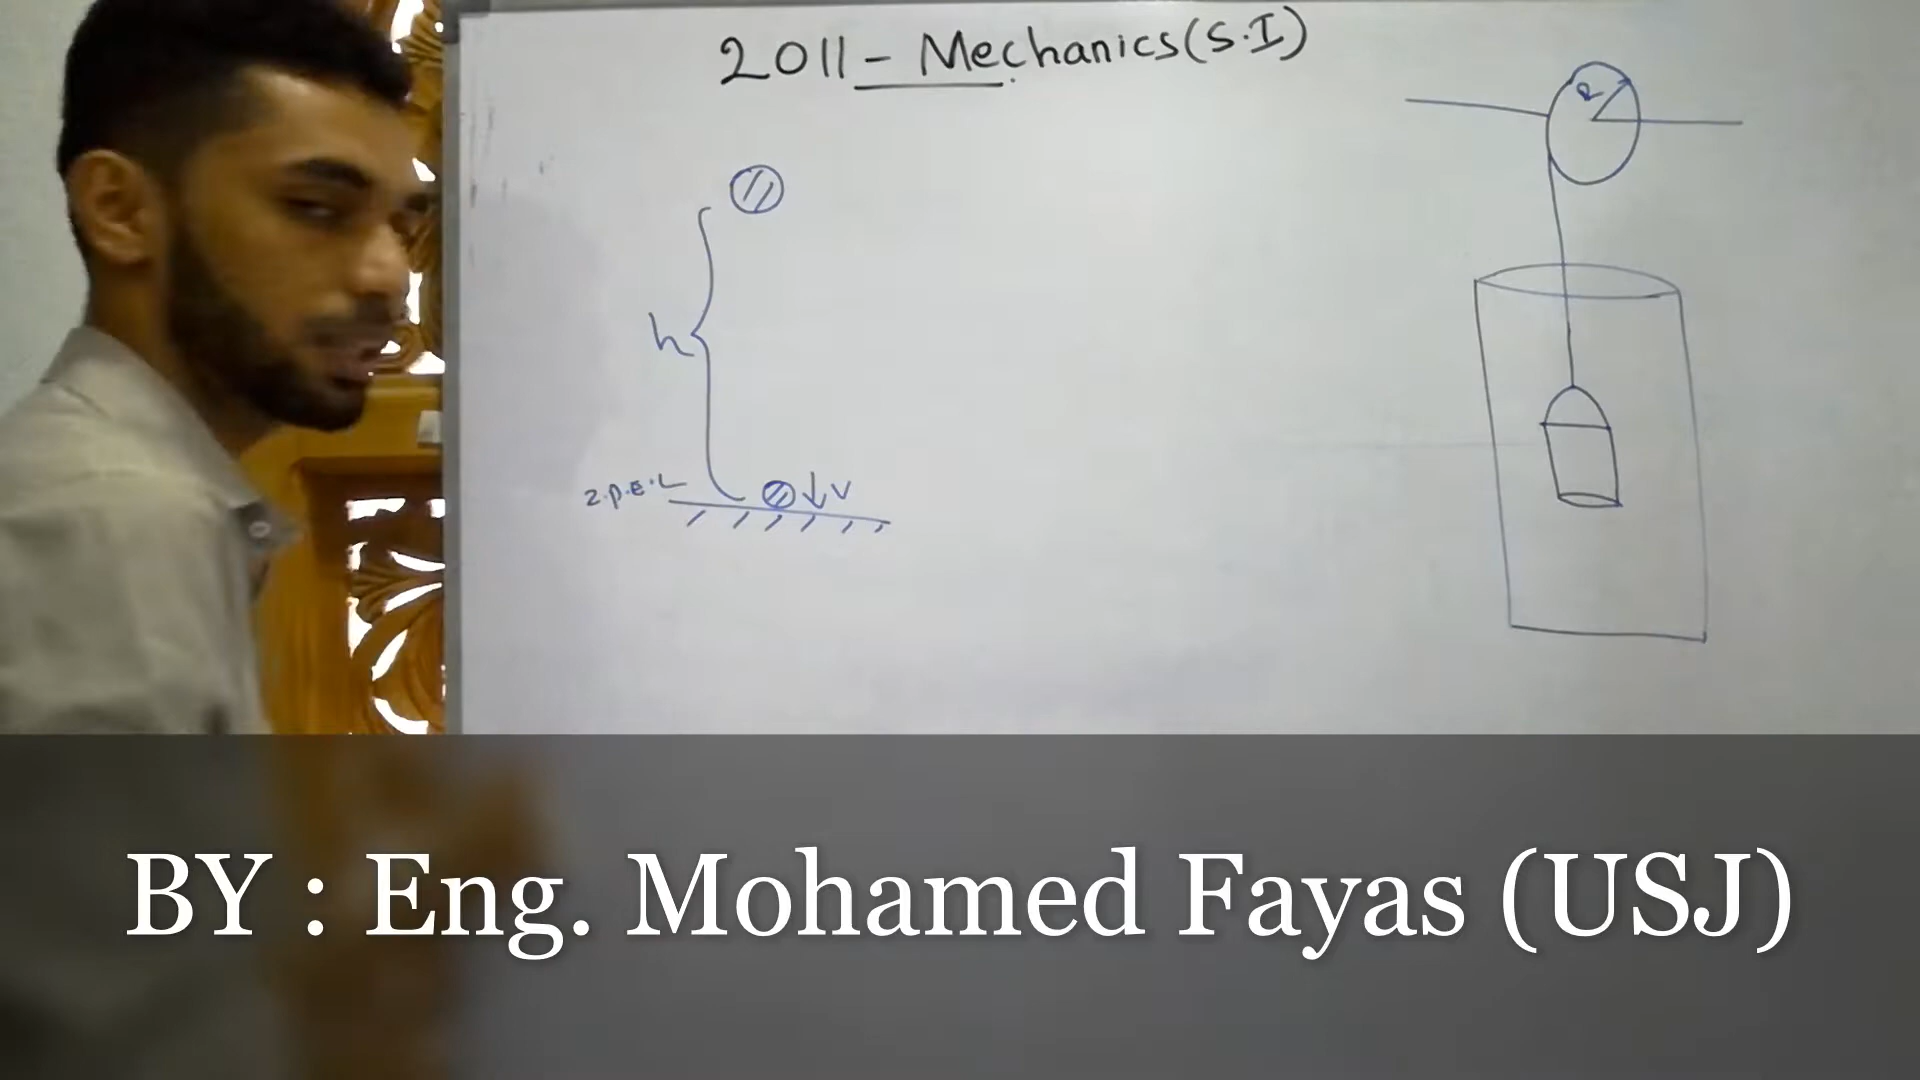 2011 - Mechanics (S.I)
R
h
Z.P.E.L
V
BY : Eng. Mohamed Fayas (USJ)